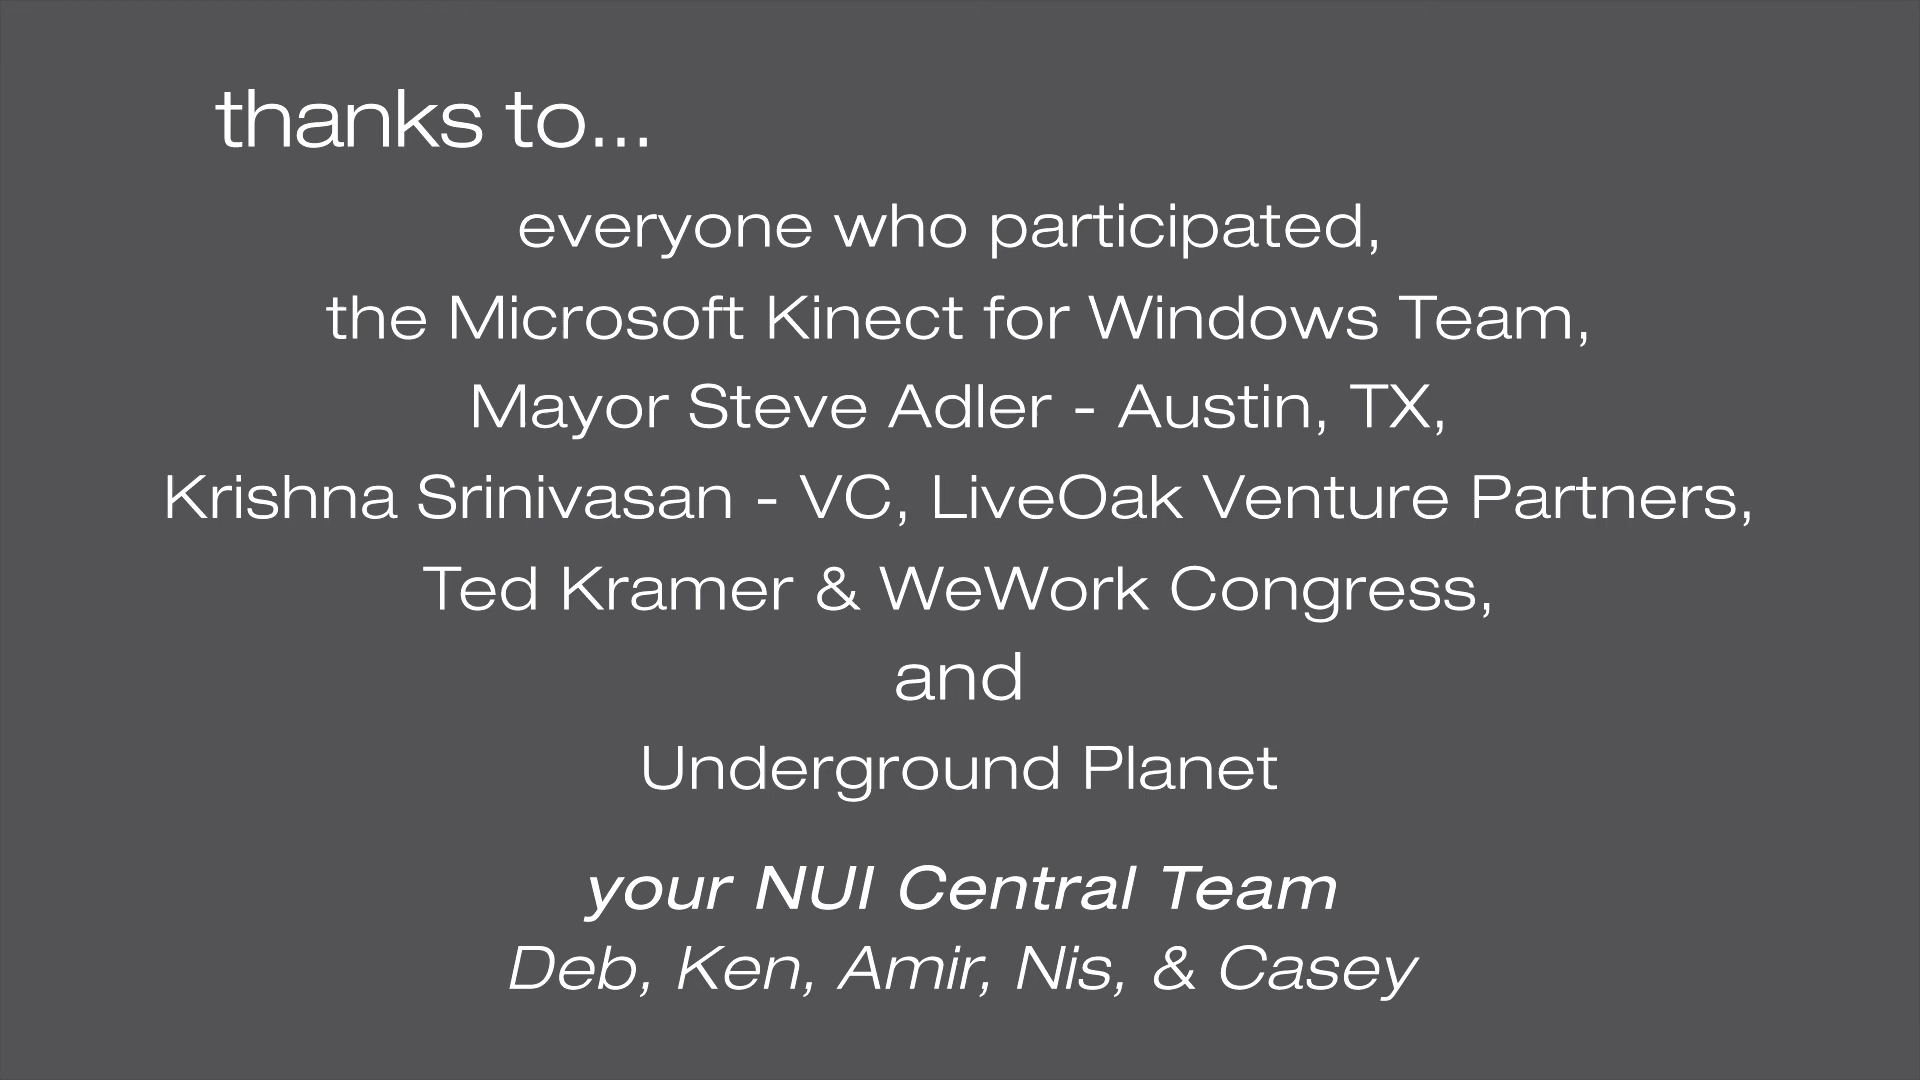 thanks to...
everyone who participated,
the Microsoft Kinect for Windows Team,
Mayor Steve Adler - Austin, TX,
Krishna Srinivasan - VC, LiveOak Venture Partners,
Ted Kramer & WeWork Congress,
and
Underground Planet
your NUI Central Team
Deb, Ken, Amir, Nis, & Casey